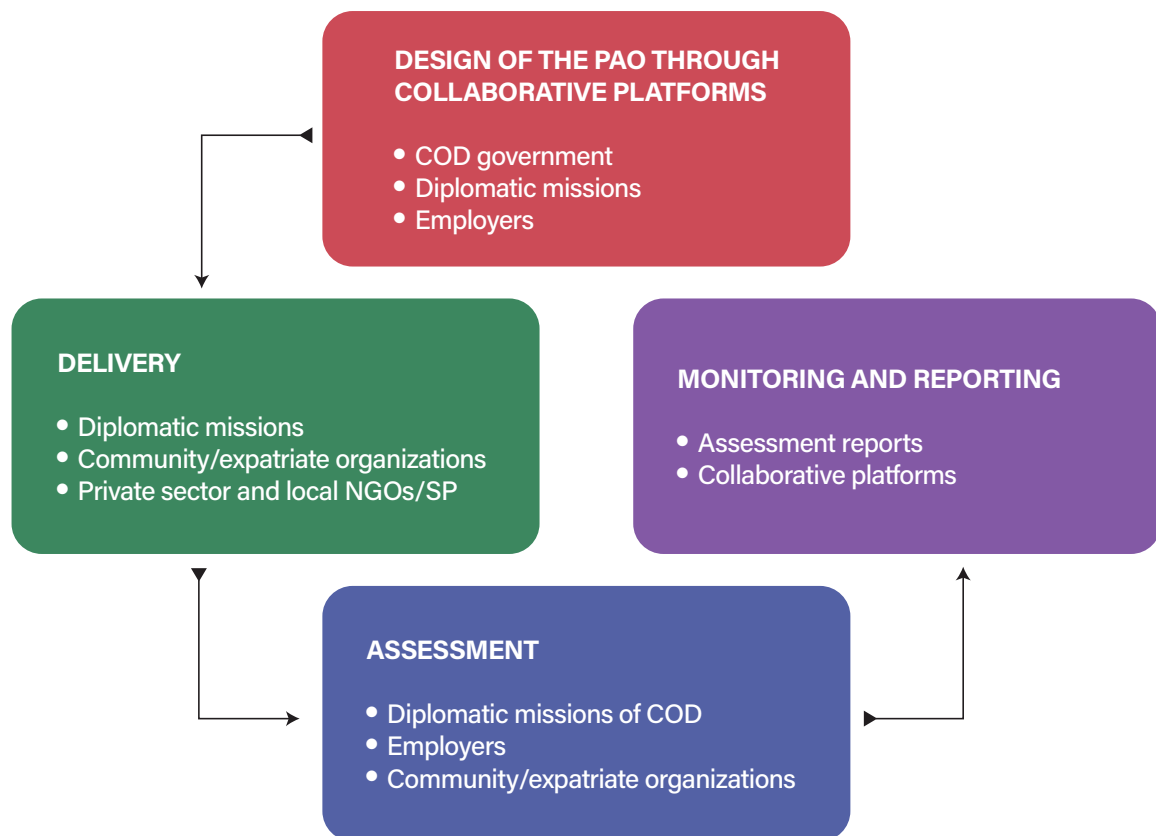 DESIGN OF THE PAO THROUGH
COLLABORATIVE PLATFORMS
• COD government
• Diplomatic missions
• Employers
DELIVERY
• Diplomatic missions
• Community/expatriate organizations
• Private sector and local NGOs/SP
MONITORING AND REPORTING
• Assessment reports
• Collaborative platforms
ASSESSMENT
• Diplomatic missions of COD
• Employers
• Community/expatriate organizations